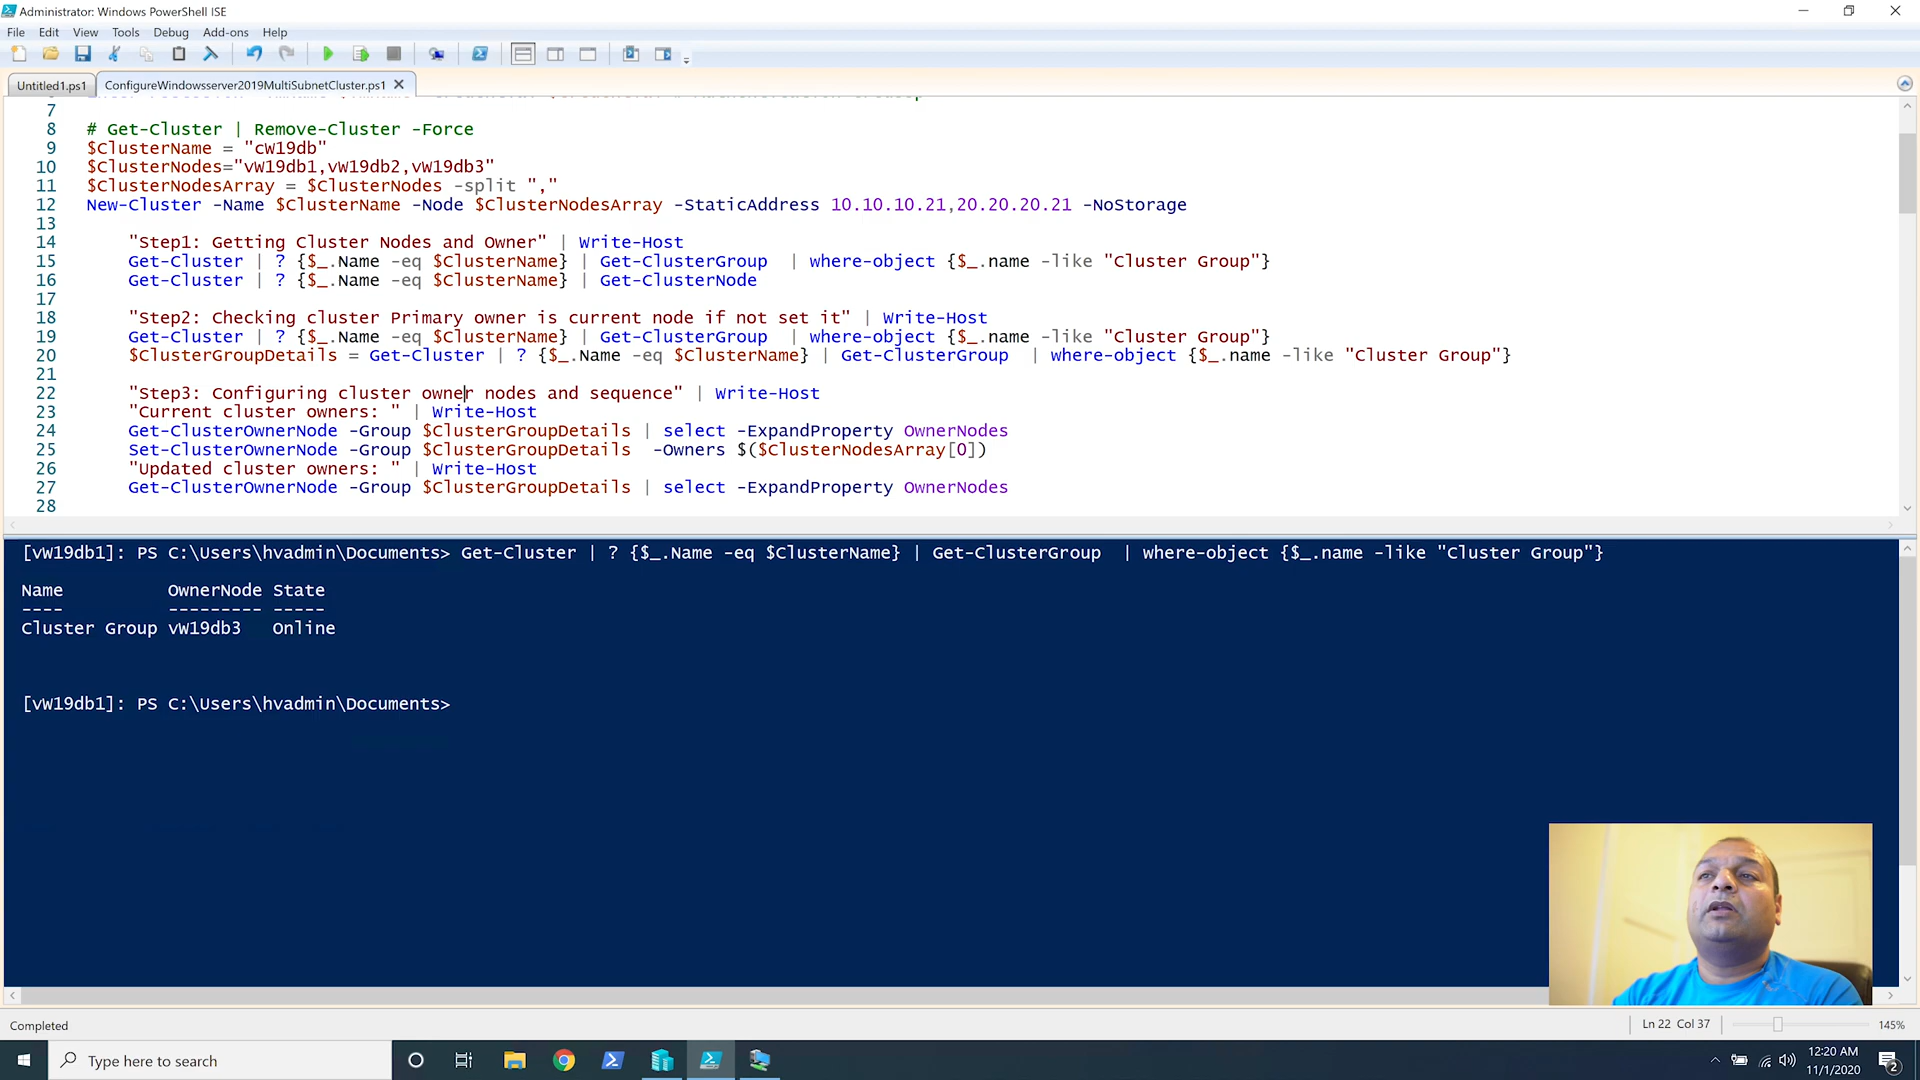 Administrator: Windows PowerShell ISE
File Edit View Tools Debug Add-ons Help
Untitled1.ps1 ConfigureWindowsserver2019MultiSubnetCluster.ps1
7
8 # Get-Cluster | Remove-Cluster -Force
9 $ClusterName = "cW19db"
10 $ClusterNodes="vW19db1,vW19db2,vW19db3"
11 $ClusterNodesArray = $ClusterNodes -split ","
12 New-Cluster -Name $ClusterName -Node $ClusterNodesArray -StaticAddress 10.10.10.21,20.20.20.21 -NoStorage
13
14 "Step1: Getting Cluster Nodes and Owner" | Write-Host
15 Get-Cluster | ? {$_.Name -eq $ClusterName} | Get-ClusterGroup | where-object {$_.name -like "Cluster Group"}
16 Get-Cluster | ? {$_.Name -eq $ClusterName} | Get-ClusterNode
17
18 "Step2: Checking cluster Primary owner is current node if not set it" | Write-Host
19 Get-Cluster | ? {$_.Name -eq $ClusterName} | Get-ClusterGroup | where-object {$_.name -like "Cluster Group"}
20 $ClusterGroupDetails = Get-Cluster | ? {$_.Name -eq $ClusterName} | Get-ClusterGroup | where-object {$_.name -like "Cluster Group"}
21
22 "Step3: Configuring cluster owner nodes and sequence" | Write-Host
23 "Current cluster owners: " | Write-Host
24 Get-ClusterOwnerNode -Group $ClusterGroupDetails | select -ExpandProperty OwnerNodes
25 Set-ClusterOwnerNode -Group $ClusterGroupDetails -Owners $($ClusterNodesArray[0])
26 "Updated cluster owners: " | Write-Host
27 Get-ClusterOwnerNode -Group $ClusterGroupDetails | select -ExpandProperty OwnerNodes
28
[vW19db1]: PS C:\Users\hvadmin\Documents> Get-Cluster | ? {$_.Name -eq $ClusterName} | Get-ClusterGroup | where-object {$_.name -like "Cluster Group"}
Name OwnerNode State
---- --------- -----
Cluster Group vW19db3 Online
[vW19db1]: PS C:\Users\hvadmin\Documents>
Completed
Ln 22 Col 37
145%
Type here to search
12:20 AM
11/1/2020
2